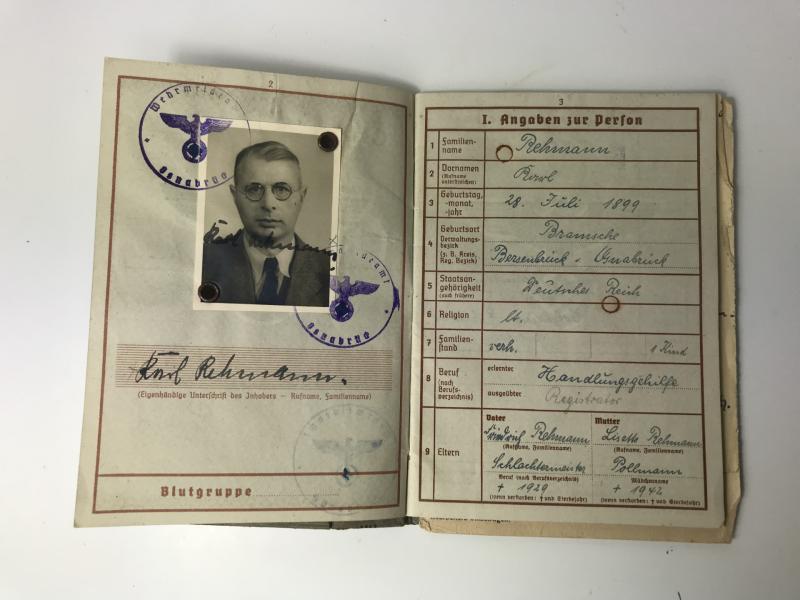 2
Wehrmeldeamt
Osnabrück
Karl Rehmann
Osnabrück
Karl Rehmann.
(Eigenhändige Unterschrift des Inhabers – Rufname, Familienname)
Blutgruppe
3
I. Angaben zur Person
1 Familien-
name
Rehmann
2 Vornamen
(Rufname
unterstreichen)
Karl
3 Geburtstag,
-monat,
-jahr
28. Juli 1899
4 Geburtsort
Verwaltungs-
bezirk
(z. B. Kreis,
Reg. Bezirk)
Bramsche
Bersenbrück - Osnabrück
5 Staatsan-
gehörigkeit
(auch frühere)
Deutsches Reich
6 Religion
lt.
7 Familien-
stand
verh.
1 Kind
8 Beruf
(nach
Berufs-
verzeichnis)
erlernter
Handlungsgehilfe
ausgeübter
Registrator
9 Eltern
Vater
Friedrich Rehmann
(Rufname, Familienname)
Schlachtermeister
Beruf (nach Berufsverzeichnis)
† 1929
(wenn verstorben: † und Sterbejahr)
Mutter
Lisette Rehmann
(Rufname, Familienname)
Pollmann
Mädchenname
† 1942
(wenn verstorben: † und Sterbejahr)